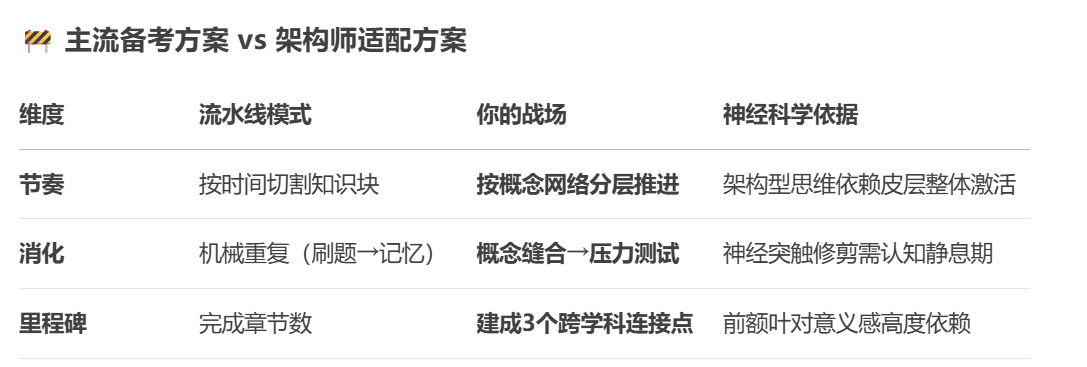 🚧 主流备考方案 vs 架构师适配方案
维度 流水线模式 你的战场 神经科学依据
节奏 按时间切割知识块 按概念网络分层推进 架构型思维依赖皮层整体激活
消化 机械重复（刷题→记忆） 概念缝合→压力测试 神经突触修剪需认知静息期
里程碑 完成章节数 建成3个跨学科连接点 前额叶对意义感高度依赖